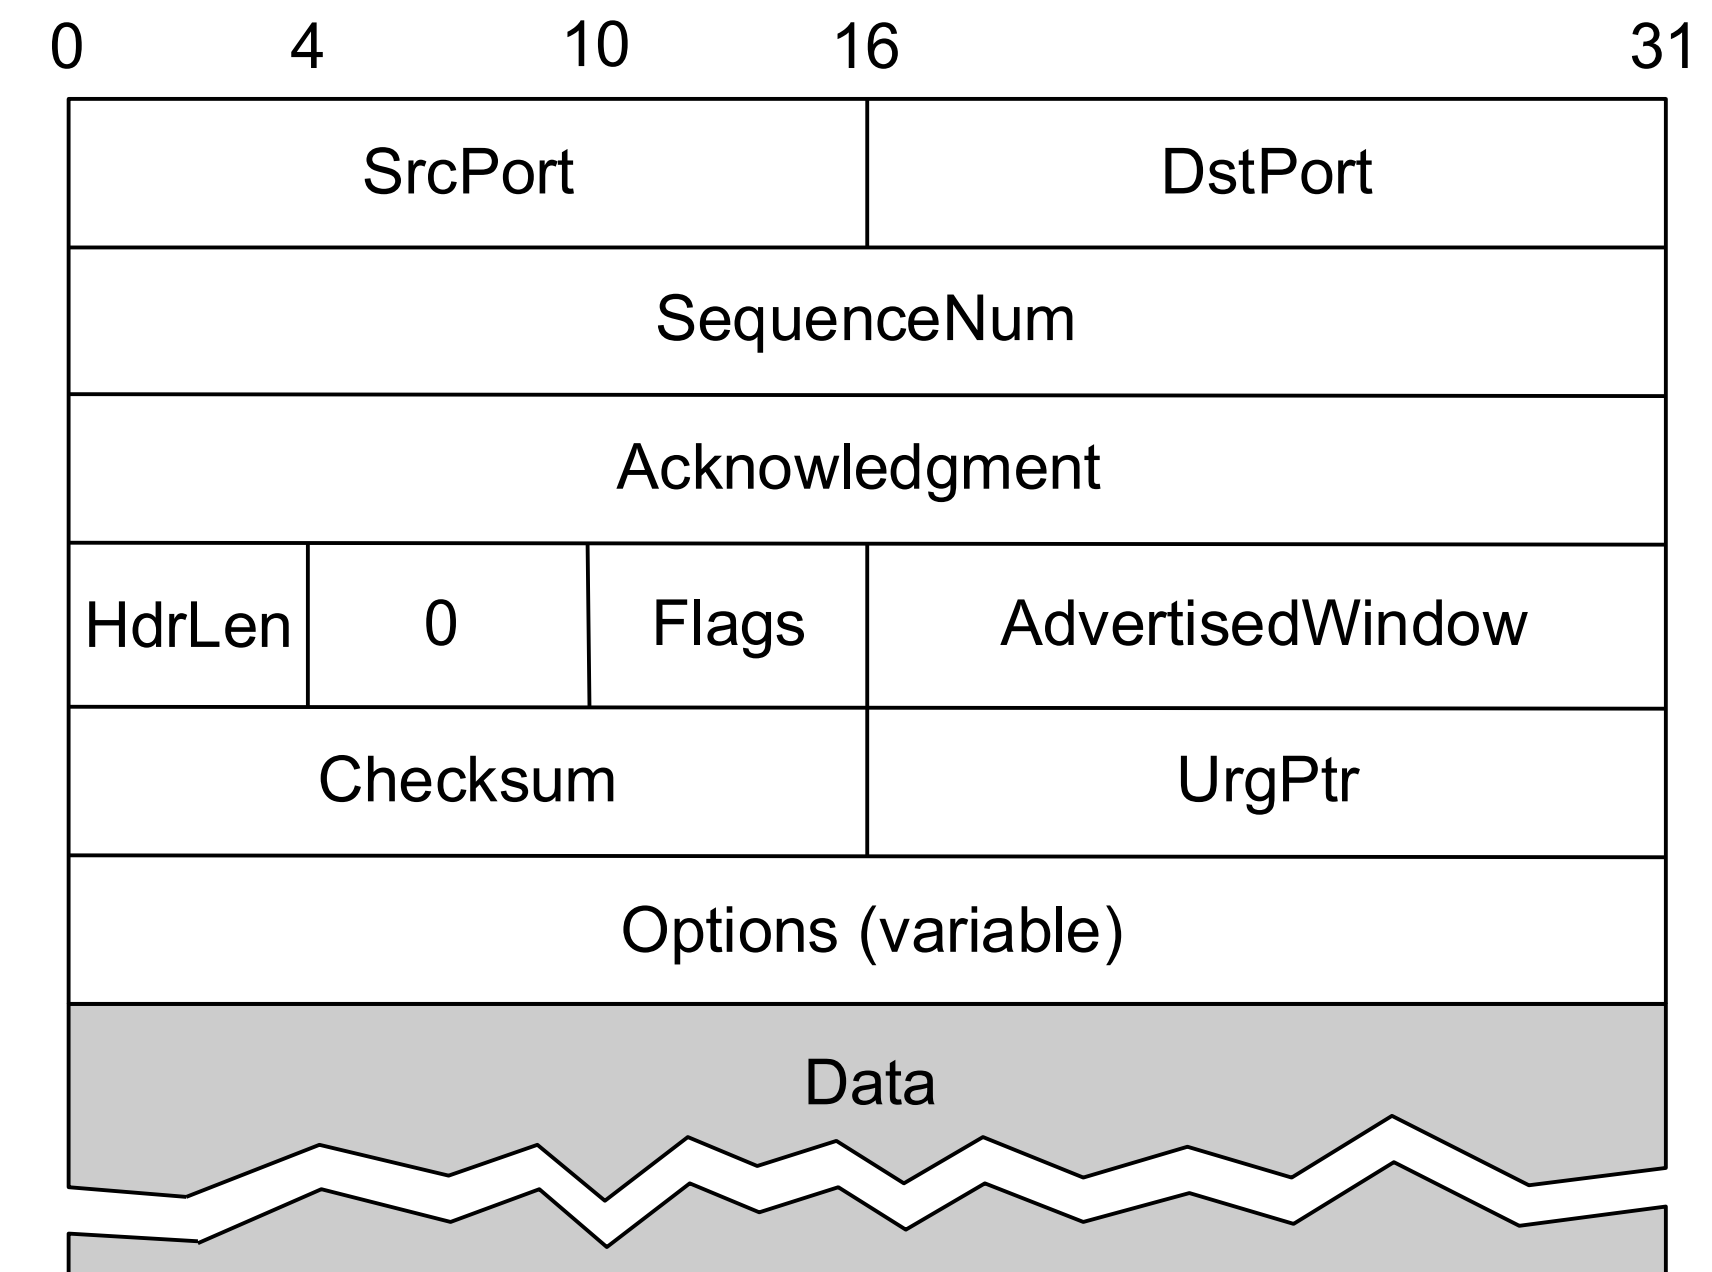 0 4 10 16 31
SrcPort DstPort
SequenceNum
Acknowledgment
HdrLen 0 Flags AdvertisedWindow
Checksum UrgPtr
Options (variable)
Data